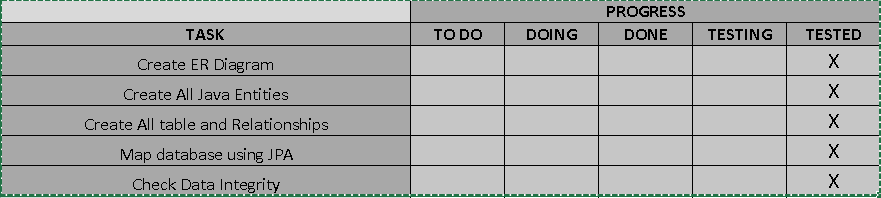 PROGRESS
TASK TO DO DOING DONE TESTING TESTED
Create ER Diagram X
Create All Java Entities X
Create All table and Relationships X
Map database using JPA X
Check Data Integrity X